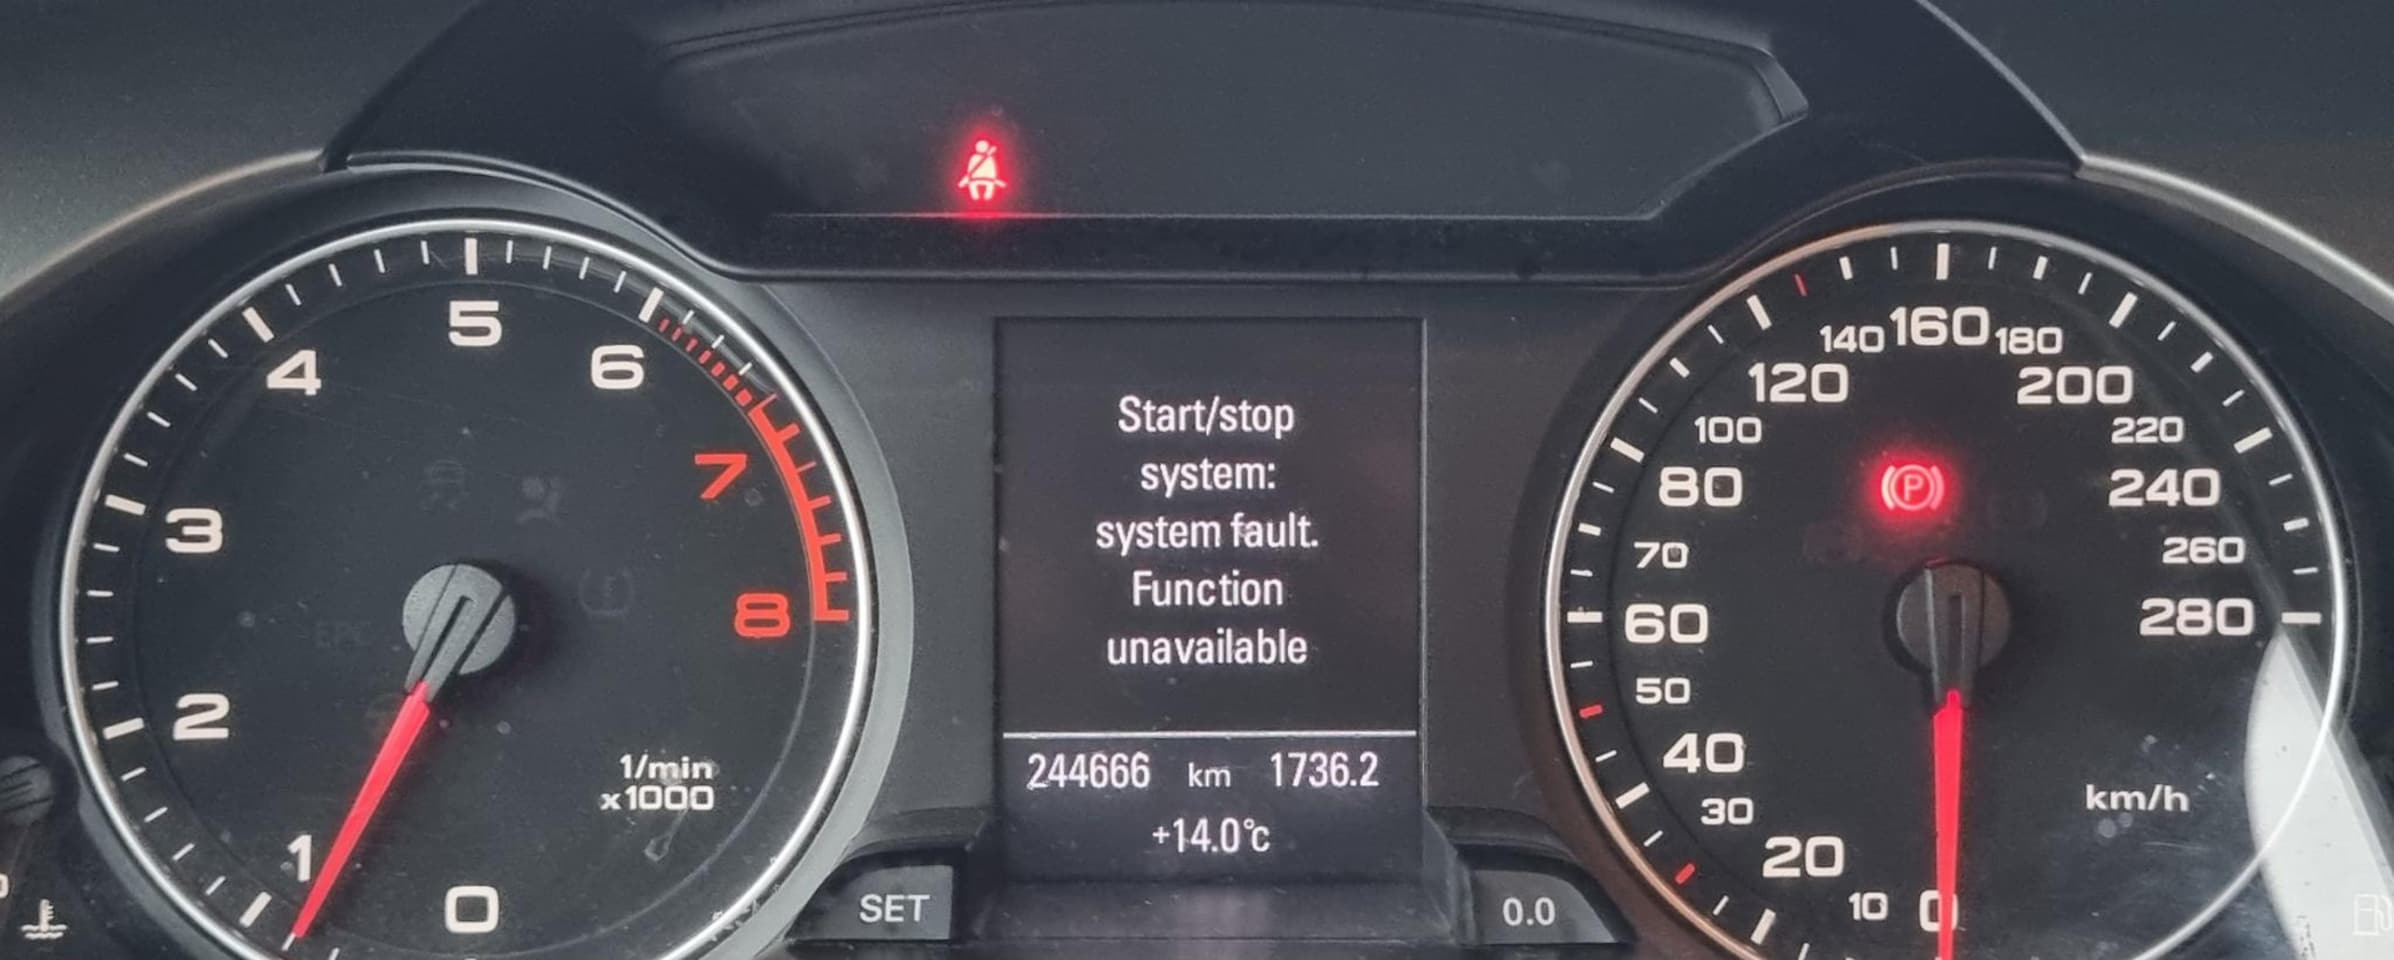 5
4
6
3
7
2
8
1/min
x1000
1
0
Start/stop
system:
system fault.
Function
unavailable
244666 km 1736.2
+14.0°c
SET
0.0
P
140 160 180
120 200
100 220
80 240
70 260
60 280
50
40
30
km/h
20
10 0
EPC